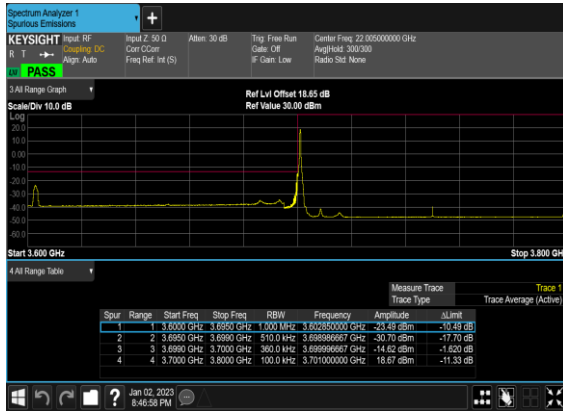 Spectrum Analyzer 1
Spurious Emissions
KEYSIGHT Input: RF Input Z: 50 Ω Atten: 30 dB Trig: Free Run Center Freq: 22.005000000 GHz
R T Coupling: DC Corr CCorr Gate: Off Avg|Hold: 300/300
Align: Auto Freq Ref: Int (S) IF Gain: Low Radio Std: None
PASS
3 All Range Graph Ref Lvl Offset 18.65 dB
Scale/Div 10.0 dB Ref Value 30.00 dBm
Log
20.0
10.0
0.00
-10.0
-20.0
-30.0
-40.0
-50.0
-60.0
Start 3.600 GHz Stop 3.800 GH
4 All Range Table
Measure Trace Trace 1
Trace Type Trace Average (Active)
Spur Range Start Freq Stop Freq RBW Frequency Amplitude ΔLimit
1 1 3.6000 GHz 3.6950 GHz 1.000 MHz 3.602850000 GHz -23.49 dBm -10.49 dB
2 2 3.6950 GHz 3.6990 GHz 510.0 kHz 3.698986667 GHz -30.70 dBm -17.70 dB
3 3 3.6990 GHz 3.7000 GHz 360.0 kHz 3.699996667 GHz -14.62 dBm -1.620 dB
4 4 3.7000 GHz 3.8000 GHz 100.0 kHz 3.701000000 GHz 18.67 dBm -11.33 dB
Jan 02, 2023
8:46:58 PM